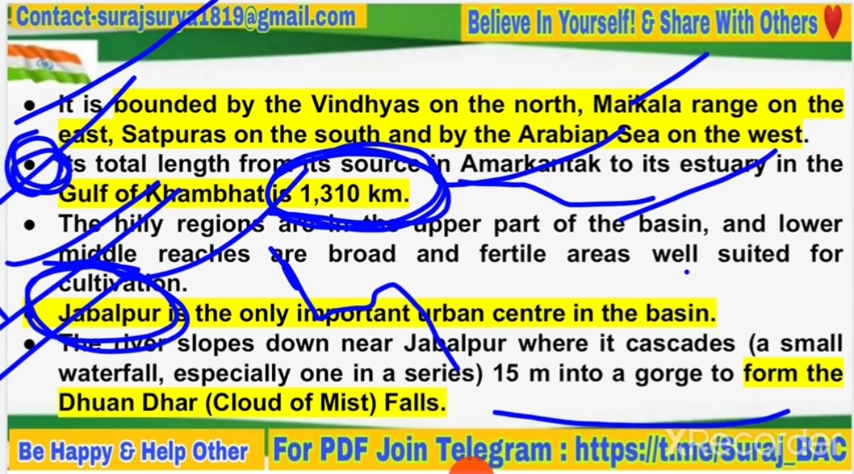 Contact-surajsurya1819@gmail.com
Believe In Yourself! & Share With Others
● It is bounded by the Vindhyas on the north, Maikala range on the
east, Satpuras on the south and by the Arabian Sea on the west.
● Its total length from its source in Amarkantak to its estuary in the
Gulf of Khambhat is 1,310 km.
● The hilly regions are in the upper part of the basin, and lower
middle reaches are broad and fertile areas well suited for
cultivation.
● Jabalpur is the only important urban centre in the basin.
● The river slopes down near Jabalpur where it cascades (a small
waterfall, especially one in a series) 15 m into a gorge to form the
Dhuan Dhar (Cloud of Mist) Falls.
Be Happy & Help Other
For PDF Join Telegram : https://t.me/Suraj_BAC
XRecorder